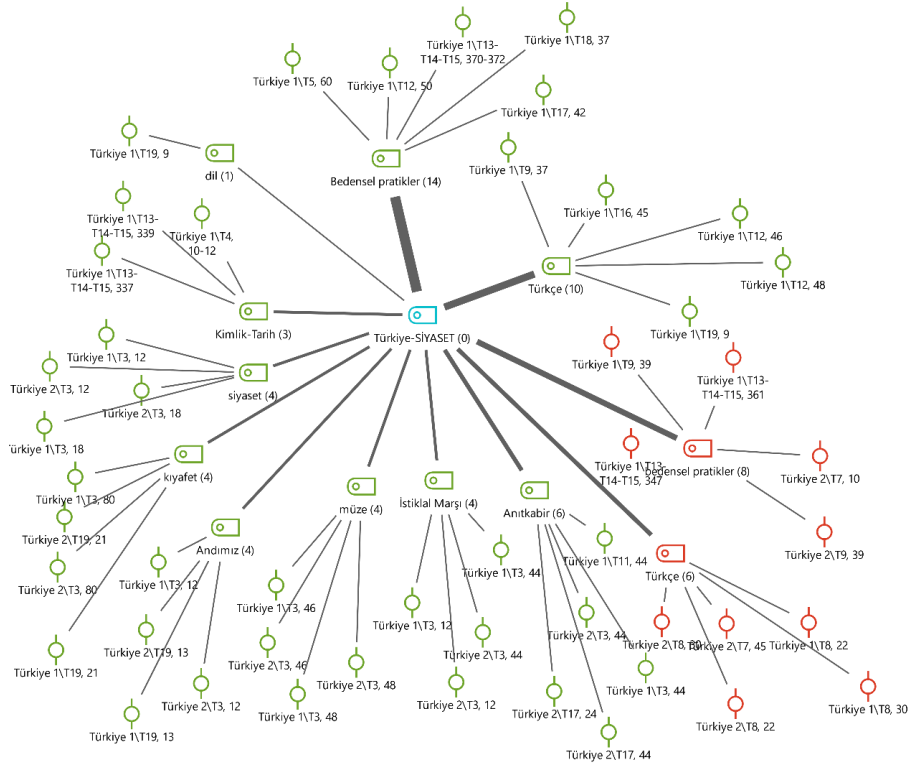 Türkiye 1\T13-
T14-T15, 370-372
Türkiye 1\T18, 37
Türkiye 1\T5, 60
Türkiye 1\T12, 50
Türkiye 1\T17, 42
Türkiye 1\T19, 9
dil (1)
Bedensel pratikler (14)
Türkiye 1\T9, 37
Türkiye 1\T16, 45
Türkiye 1\T13-
T14-T15, 339
Türkiye 1\T4,
10-12
Türkiye 1\T12, 46
Türkiye 1\T13-
T14-T15, 337
Türkçe (10)
Türkiye 1\T12, 48
Kimlik-Tarih (3)
Türkiye-SİYASET (0)
Türkiye 1\T19, 9
Türkiye 1\T3, 12
Türkiye 1\T9, 39
Türkiye 2\T3, 12
Türkiye 1\T13-
T14-T15, 361
siyaset (4)
Türkiye 2\T3, 18
Türkiye 1\T3, 18
Türkiye 1\T13-
T14-T15, 347
bedensel pratikler (8)
Türkiye 2\T7, 10
kıyafet (4)
Türkiye 1\T3, 80
müze (4)
İstiklal Marşı (4)
Anıtkabir (6)
Türkiye 2\T19, 21
Andımız (4)
Türkiye 2\T9, 39
Türkiye 1\T11, 44
Türkiye 1\T3, 44
Türkçe (6)
Türkiye 1\T3, 12
Türkiye 2\T3, 80
Türkiye 1\T3, 46
Türkiye 1\T3, 12
Türkiye 2\T3, 44
Türkiye 2\T8, 30
Türkiye 2\T7, 45
Türkiye 1\T8, 22
Türkiye 2\T19, 13
Türkiye 2\T3, 46
Türkiye 2\T3, 44
Türkiye 1\T19, 21
Türkiye 2\T3, 48
Türkiye 1\T3, 44
Türkiye 2\T3, 12
Türkiye 2\T3, 12
Türkiye 1\T8, 30
Türkiye 1\T3, 48
Türkiye 2\T17, 24
Türkiye 2\T8, 22
Türkiye 1\T19, 13
Türkiye 2\T17, 44